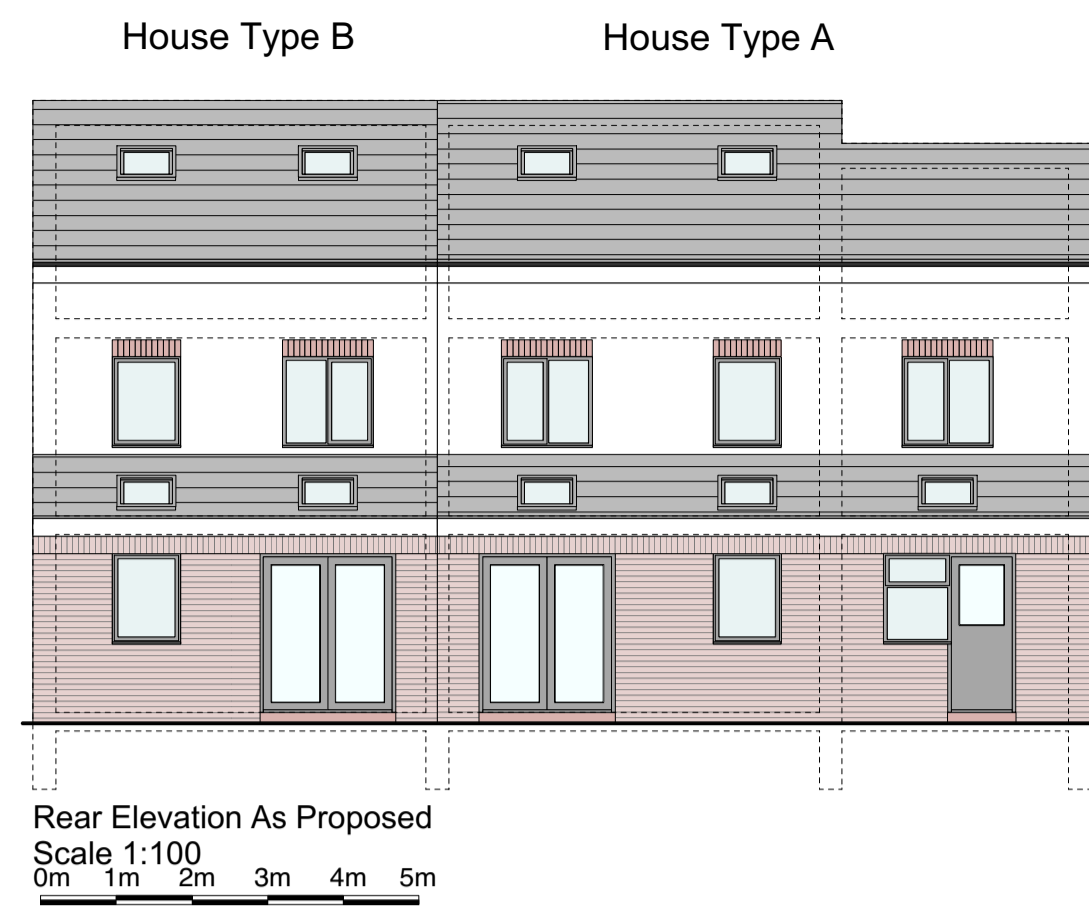 House Type B House Type A
Rear Elevation As Proposed
Scale 1:100
0m 1m 2m 3m 4m 5m